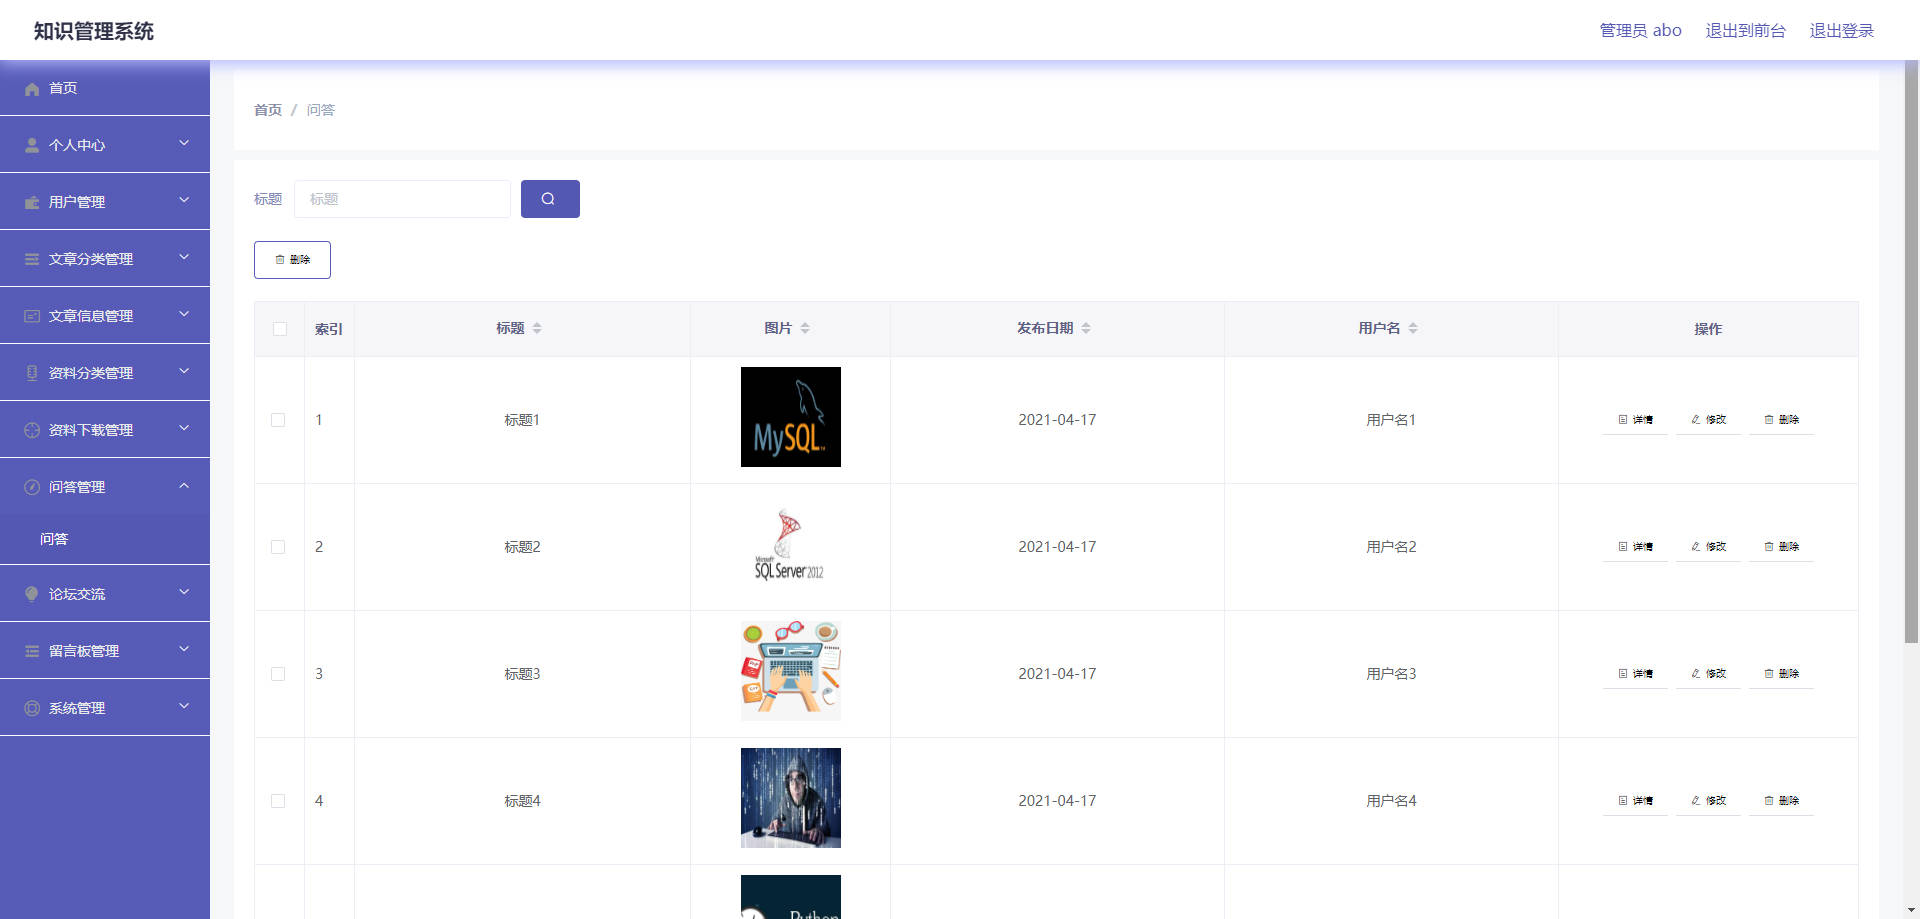 知识管理系统
管理员 abo 退出到前台 退出登录
首页
个人中心
用户管理
文章分类管理
文章信息管理
资料分类管理
资料下载管理
问答管理
问答
论坛交流
留言板管理
系统管理
首页 / 问答
标题 标题
删除
索引 标题 图片 发布日期 用户名 操作
1 标题1 MySQL 2021-04-17 用户名1 详情 修改 删除
2 标题2 Microsoft SQL Server 2012 2021-04-17 用户名2 详情 修改 删除
3 标题3 2021-04-17 用户名3 详情 修改 删除
4 标题4 2021-04-17 用户名4 详情 修改 删除
Python